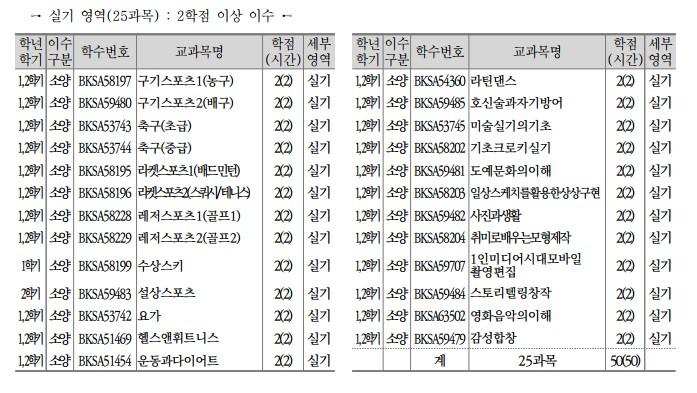 실기 영역(25과목) : 2학점 이상 이수
학년 학기 이수 구분 학수번호 교과목명 학점 (시간) 세부 영역
1,2학기 소양 BKSA58197 구기스포츠1(농구) 2(2) 실기
1,2학기 소양 BKSA59480 구기스포츠2(배구) 2(2) 실기
1,2학기 소양 BKSA53743 축구(초급) 2(2) 실기
1,2학기 소양 BKSA53744 축구(중급) 2(2) 실기
1,2학기 소양 BKSA58195 라켓스포츠1(배드민턴) 2(2) 실기
1,2학기 소양 BKSA58196 라켓스포츠2(스쿼시/테니스) 2(2) 실기
1,2학기 소양 BKSA58228 레저스포츠1(골프1) 2(2) 실기
1,2학기 소양 BKSA58229 레저스포츠2(골프2) 2(2) 실기
1학기 소양 BKSA58199 수상스키 2(2) 실기
2학기 소양 BKSA59483 설상스포츠 2(2) 실기
1,2학기 소양 BKSA53742 요가 2(2) 실기
1,2학기 소양 BKSA51469 헬스앤휘트니스 2(2) 실기
1,2학기 소양 BKSA51454 운동과다이어트 2(2) 실기
학년 학기 이수 구분 학수번호 교과목명 학점 (시간) 세부 영역
1,2학기 소양 BKSA54360 라틴댄스 2(2) 실기
1,2학기 소양 BKSA59485 호신술과자기방어 2(2) 실기
1,2학기 소양 BKSA53745 미술실기의기초 2(2) 실기
1,2학기 소양 BKSA58202 기초크로키실기 2(2) 실기
1,2학기 소양 BKSA59481 도예문화의이해 2(2) 실기
1,2학기 소양 BKSA58203 일상스케치를활용한상상구현 2(2) 실기
1,2학기 소양 BKSA59482 사진과생활 2(2) 실기
1,2학기 소양 BKSA58204 취미로배우는모형제작 2(2) 실기
1,2학기 소양 BKSA59707 1인미디어시대모바일 촬영편집 2(2) 실기
1,2학기 소양 BKSA59484 스토리텔링창작 2(2) 실기
1,2학기 소양 BKSA63502 영화음악의이해 2(2) 실기
1,2학기 소양 BKSA59479 감성합창 2(2) 실기
계 25과목 50(50)